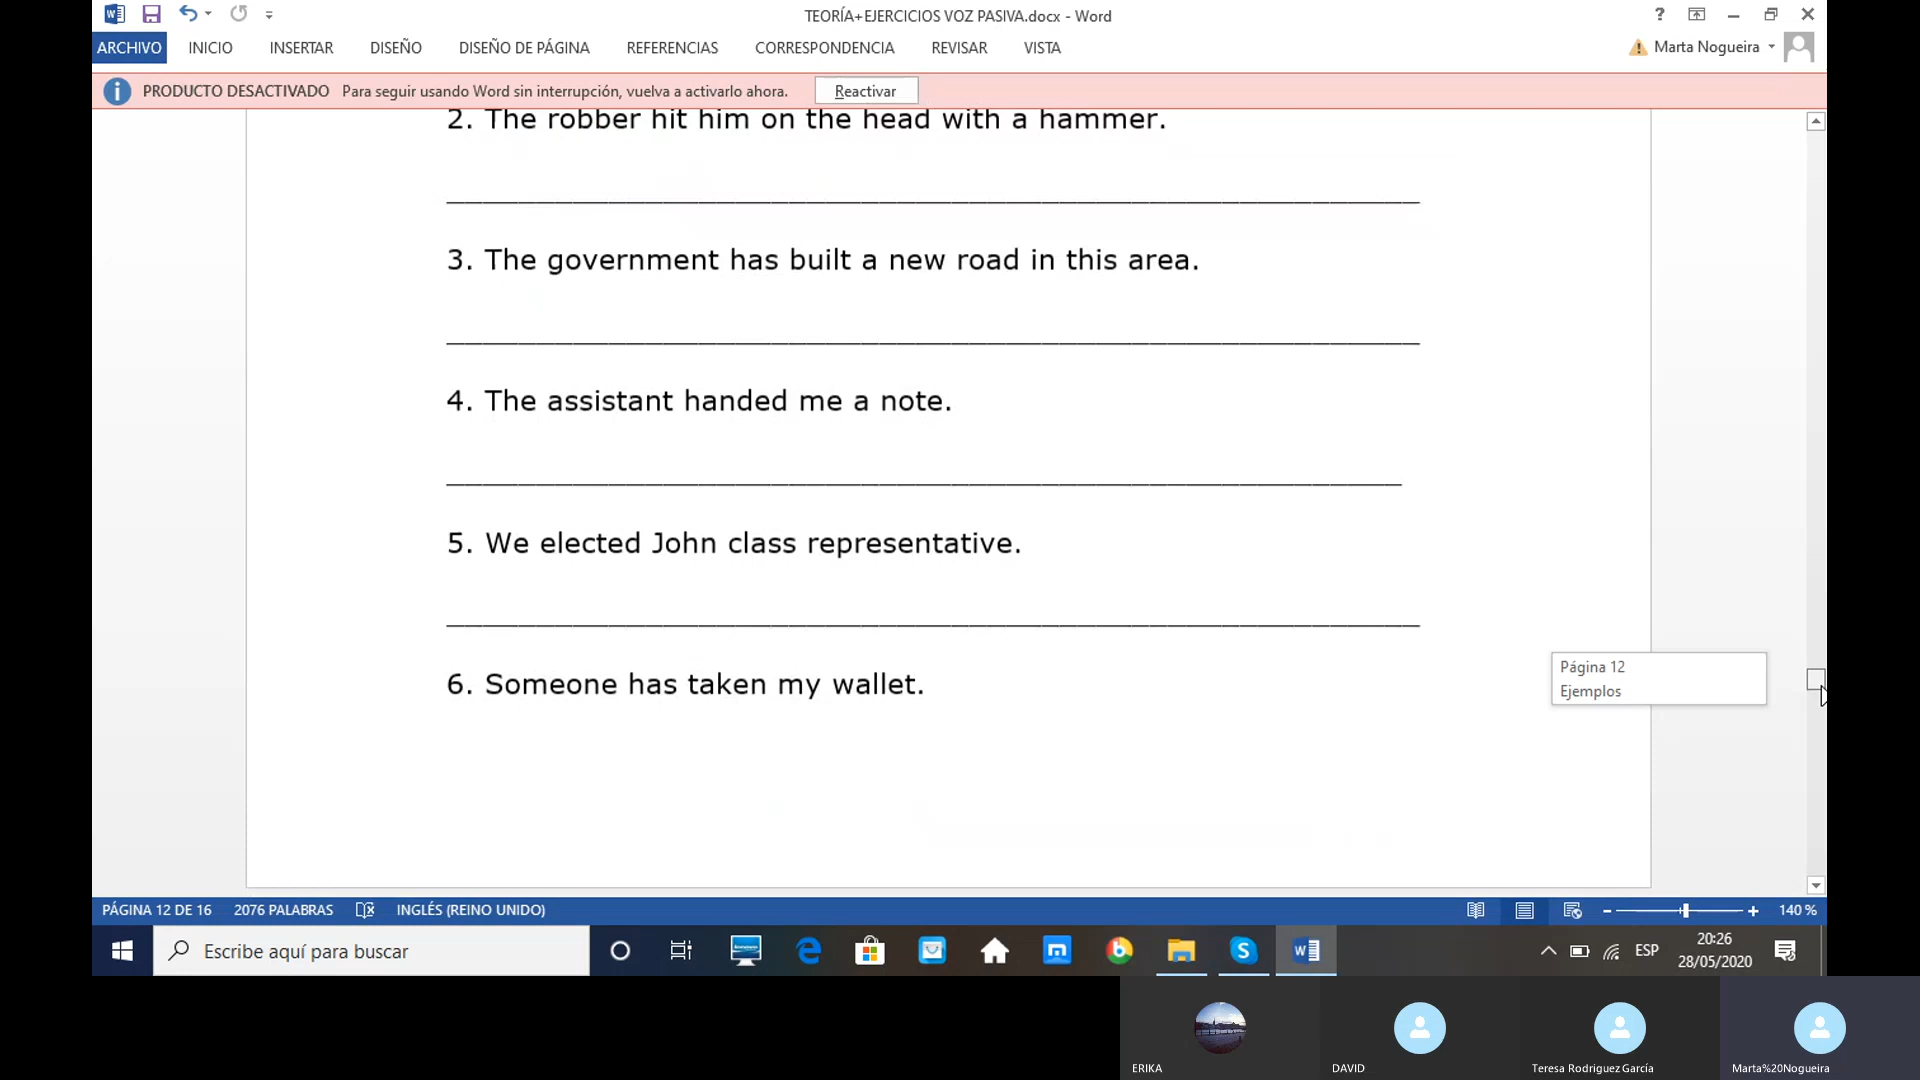 TEORÍA+EJERCICIOS VOZ PASIVA.docx - Word
?
ARCHIVO INICIO INSERTAR DISEÑO DISEÑO DE PÁGINA REFERENCIAS CORRESPONDENCIA REVISAR VISTA
Marta Nogueira
PRODUCTO DESACTIVADO Para seguir usando Word sin interrupción, vuelva a activarlo ahora. Reactivar
2. The robber hit him on the head with a hammer.
3. The government has built a new road in this area.
4. The assistant handed me a note.
5. We elected John class representative.
6. Someone has taken my wallet.
Página 12
Ejemplos
PÁGINA 12 DE 16 2076 PALABRAS INGLÉS (REINO UNIDO) 140 %
Escribe aquí para buscar
ESP
20:26
28/05/2020
ERIKA DAVID Teresa Rodriguez García Marta%20Nogueira